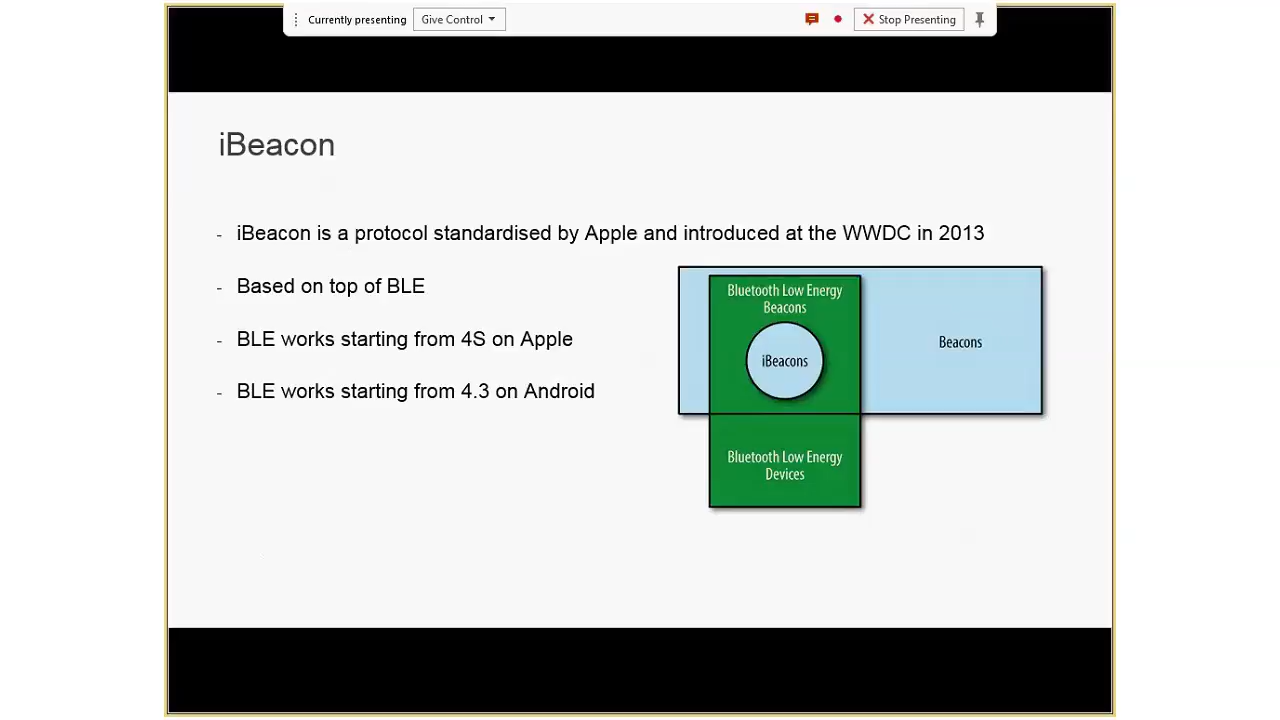 Currently presenting
Give Control
Stop Presenting
iBeacon
- iBeacon is a protocol standardised by Apple and introduced at the WWDC in 2013
- Based on top of BLE
- BLE works starting from 4S on Apple
- BLE works starting from 4.3 on Android
Bluetooth Low Energy
Beacons
iBeacons
Beacons
Bluetooth Low Energy
Devices